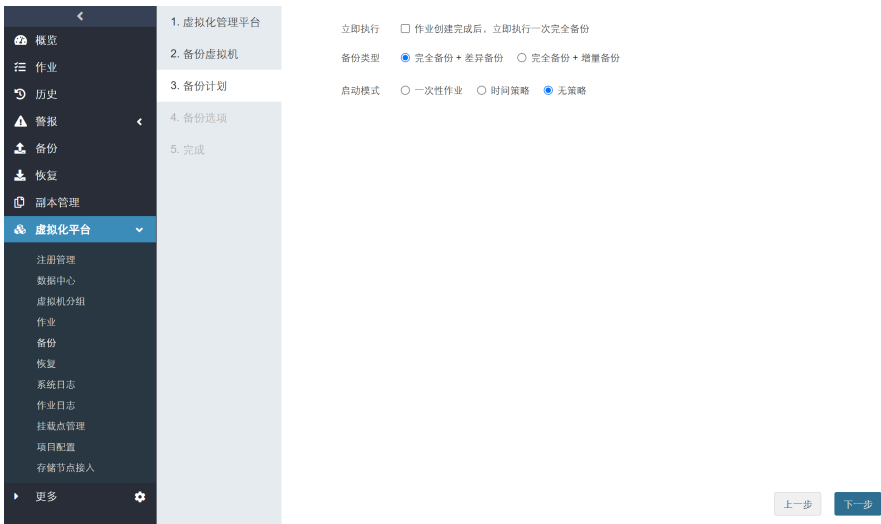 概览
作业
历史
警报
备份
恢复
副本管理
虚拟化平台
注册管理
数据中心
虚拟机分组
作业
备份
恢复
系统日志
作业日志
挂载点管理
项目配置
存储节点接入
更多
1. 虚拟化管理平台
2. 备份虚拟机
3. 备份计划
4. 备份选项
5. 完成
立即执行 作业创建完成后，立即执行一次完全备份
备份类型 完全备份 + 差异备份 完全备份 + 增量备份
启动模式 一次性作业 时间策略 无策略
上一步 下一步